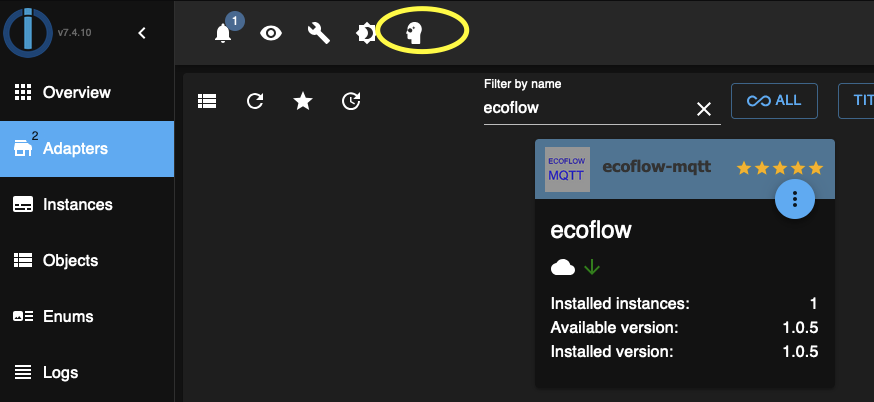 v7.4.10
1
Overview
2
Adapters
Instances
Objects
Enums
Logs
Filter by name
ecoflow
ALL
TIT
ECOFLOW
MQTT
ecoflow-mqtt
ecoflow
Installed instances: 1
Available version: 1.0.5
Installed version: 1.0.5